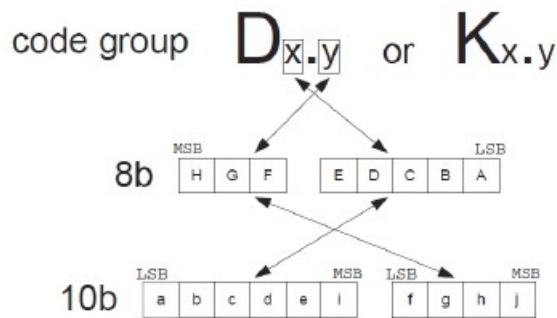 code group Dx.y or Kx.y
MSB LSB
8b H G F E D C B A
LSB MSB LSB MSB
10b a b c d e i f g h j